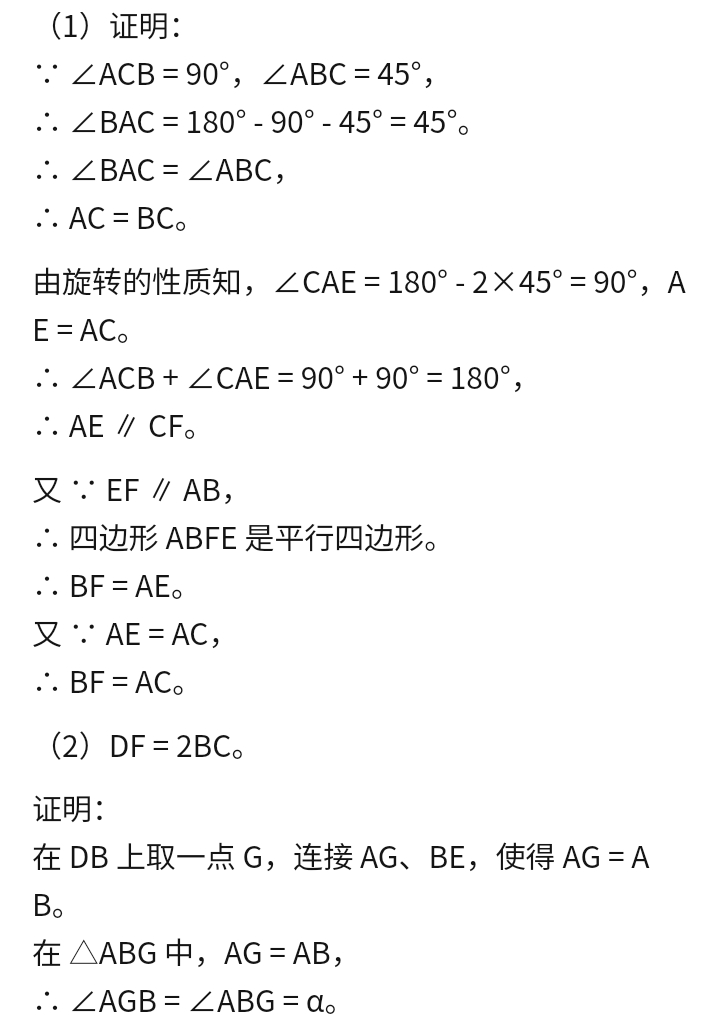 （1）证明：
∵ ∠ACB = 90°，∠ABC = 45°，
∴ ∠BAC = 180° - 90° - 45° = 45°。
∴ ∠BAC = ∠ABC，
∴ AC = BC。
由旋转的性质知，∠CAE = 180° - 2×45° = 90°，A
E = AC。
∴ ∠ACB + ∠CAE = 90° + 90° = 180°，
∴ AE ∥ CF。
又 ∵ EF ∥ AB，
∴ 四边形 ABFE 是平行四边形。
∴ BF = AE。
又 ∵ AE = AC，
∴ BF = AC。
（2）DF = 2BC。
证明：
在 DB 上取一点 G，连接 AG、BE，使得 AG = A
B。
在 △ABG 中，AG = AB，
∴ ∠AGB = ∠ABG = α。